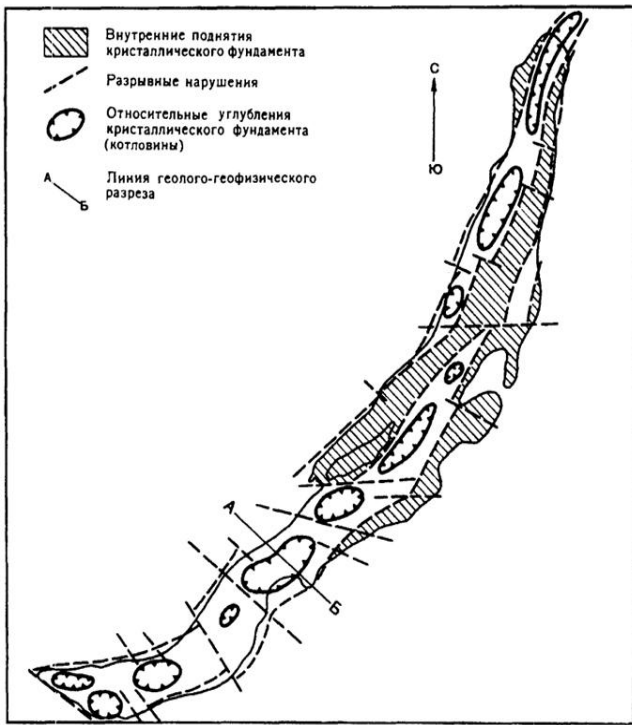 Внутренние поднятия
кристаллического фундамента
Разрывные нарушения
Относительные углубления
кристаллического фундамента
(котловины)
А
Б
Линия геолого-геофизического
разреза
С
Ю
А
Б